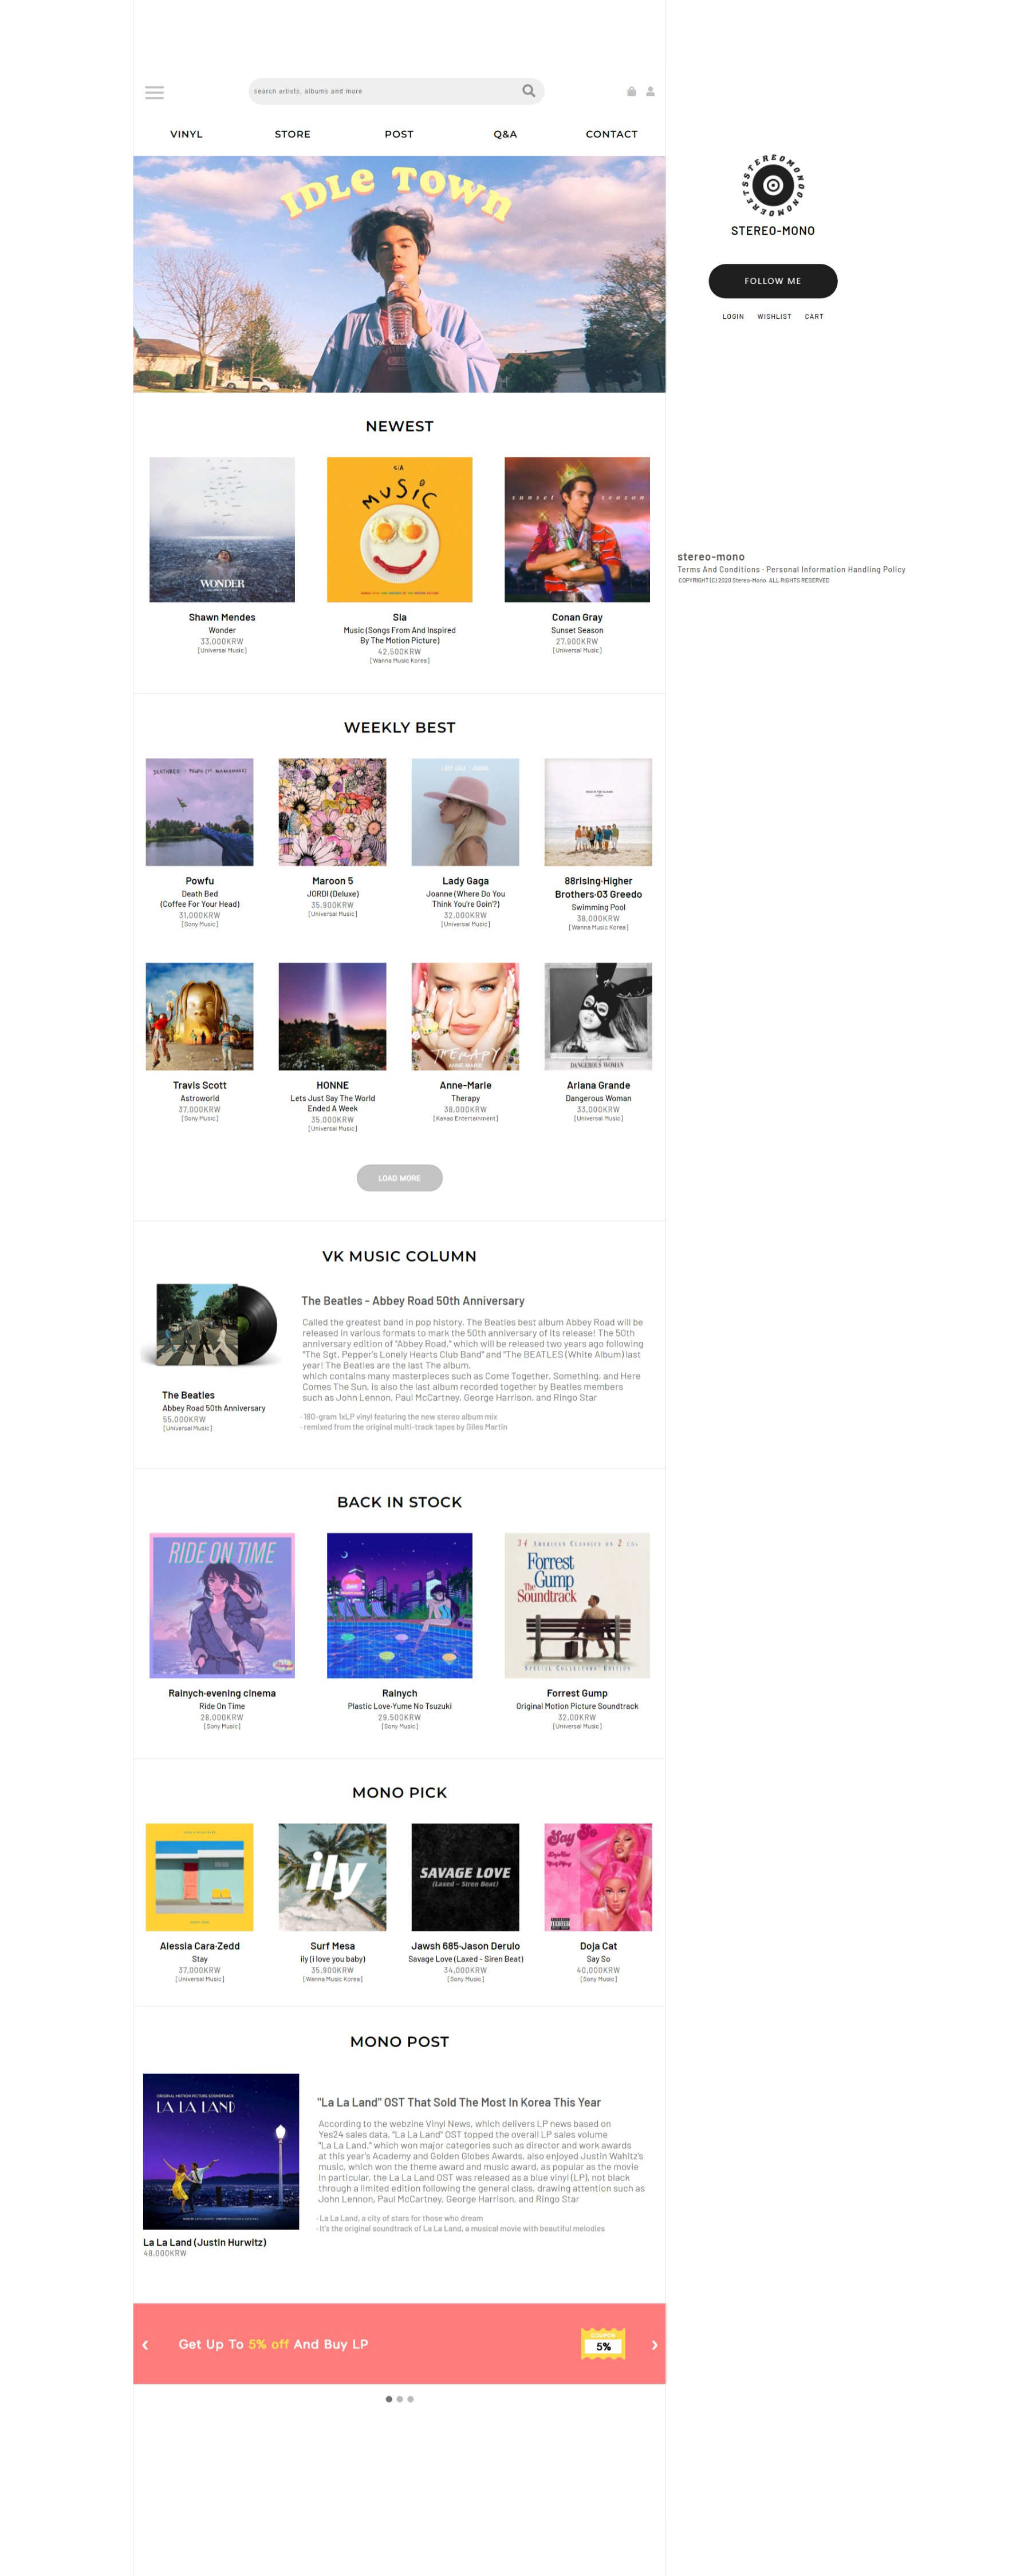 search artists, albums and more
VINYL
STORE
POST
Q&A
CONTACT
IDLe TOWn
STEREOMONO
STEREO-MONO
FOLLOW ME
LOGIN
WISHLIST
CART
NEWEST
WONDER
SiA
MUSiC
sunset season
Shawn Mendes
Wonder
33,000KRW
[Universal Music]
Sia
Music (Songs From And Inspired
By The Motion Picture)
42,500KRW
[Wanna Music Korea]
Conan Gray
Sunset Season
27,900KRW
[Universal Music]
stereo-mono
Terms And Conditions · Personal Information Handling Policy
COPYRIGHT (C) 2020 Stereo-Mono. ALL RIGHTS RESERVED
WEEKLY BEST
LADY GAGA / JOANNE
Powfu
Death Bed
(Coffee For Your Head)
31,000KRW
[Sony Music]
Maroon 5
JORDI (Deluxe)
35,900KRW
[Universal Music]
Lady Gaga
Joanne (Where Do You
Think You're Goin'?)
32,000KRW
[Universal Music]
88rising·Higher
Brothers·03 Greedo
Swimming Pool
38,000KRW
[Wanna Music Korea]
THERAPY
ANNE-MARIE
Ariana Grande
DANGEROUS WOMAN
Travis Scott
Astroworld
37,000KRW
[Sony Music]
HONNE
Lets Just Say The World
Ended A Week
35,000KRW
[Universal Music]
Anne-Marie
Therapy
38,000KRW
[Kakao Entertainment]
Ariana Grande
Dangerous Woman
33,000KRW
[Universal Music]
LOAD MORE
VK MUSIC COLUMN
The Beatles
Abbey Road 50th Anniversary
55,000KRW
[Universal Music]
The Beatles - Abbey Road 50th Anniversary
Called the greatest band in pop history, The Beatles best album Abbey Road will be
released in various formats to mark the 50th anniversary of its release! The 50th
anniversary edition of "Abbey Road," which will be released two years ago following
"The Sgt. Pepper's Lonely Hearts Club Band" and "The BEATLES (White Album) last
year! The Beatles are the last The album,
which contains many masterpieces such as Come Together, Something, and Here
Comes The Sun, is also the last album recorded together by Beatles members
such as John Lennon, Paul McCartney, George Harrison, and Ringo Star
· 180-gram 1xLP vinyl featuring the new stereo album mix
· remixed from the original multi-track tapes by Giles Martin
BACK IN STOCK
RIDE ON TIME
34 AMERICAN CLASSICS ON 2 CDs
Forrest
Gump
The
Soundtrack
SPECIAL COLLECTORS' EDITION
Rainych·evening cinema
Ride On Time
28,000KRW
[Sony Music]
Rainych
Plastic Love·Yume No Tsuzuki
29,500KRW
[Sony Music]
Forrest Gump
Original Motion Picture Soundtrack
32,00KRW
[Universal Music]
MONO PICK
ily
SAVAGE LOVE
(Laxed – Siren Beat)
Say So
Alessia Cara·Zedd
Stay
37,000KRW
[Universal Music]
Surf Mesa
ily (i love you baby)
35,900KRW
[Wanna Music Korea]
Jawsh 685·Jason Derulo
Savage Love (Laxed - Siren Beat)
34,000KRW
[Sony Music]
Doja Cat
Say So
40,000KRW
[Sony Music]
MONO POST
ORIGINAL MOTION PICTURE SOUNDTRACK
LA LA LAND
La La Land (Justin Hurwitz)
48,000KRW
"La La Land" OST That Sold The Most In Korea This Year
According to the webzine Vinyl News, which delivers LP news based on
Yes24 sales data, "La La Land" OST topped the overall LP sales volume
"La La Land," which won major categories such as director and work awards
at this year's Academy and Golden Globes Awards, also enjoyed Justin Wahitz's
music, which won the theme award and music award, as popular as the movie
In particular, the La La Land OST was released as a blue vinyl (LP), not black
through a limited edition following the general class, drawing attention such as
John Lennon, Paul McCartney, George Harrison, and Ringo Star
· La La Land, a city of stars for those who dream
· It's the original soundtrack of La La Land, a musical movie with beautiful melodies
Get Up To 5% off And Buy LP
COUPON
5%